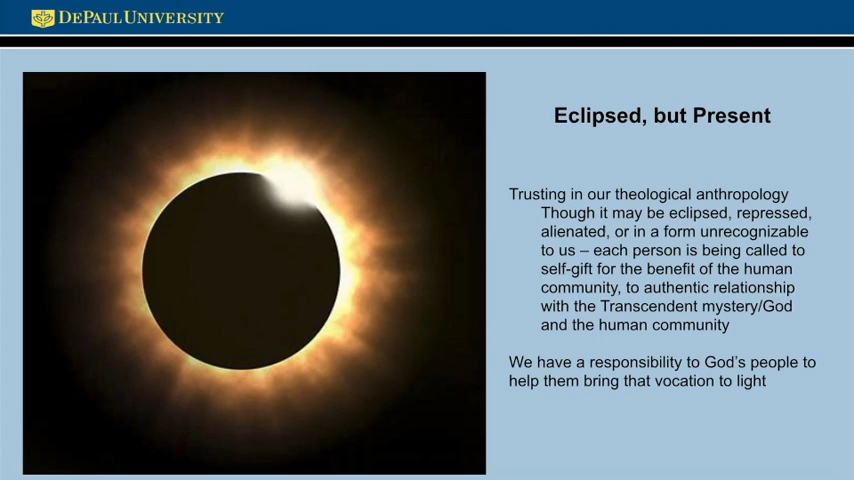 DEPAUL UNIVERSITY
Eclipsed, but Present
Trusting in our theological anthropology
Though it may be eclipsed, repressed,
alienated, or in a form unrecognizable
to us – each person is being called to
self-gift for the benefit of the human
community, to authentic relationship
with the Transcendent mystery/God
and the human community
We have a responsibility to God's people to
help them bring that vocation to light